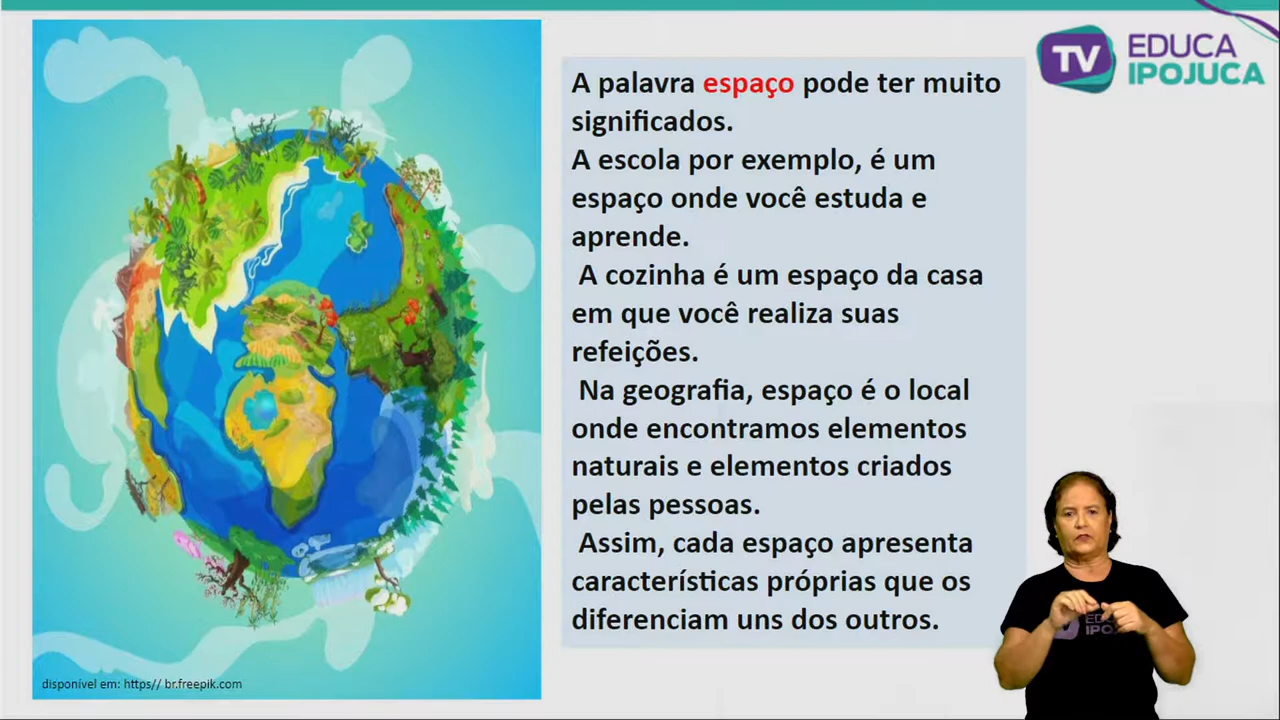 TV EDUCA
IPOJUCA
A palavra espaço pode ter muito
significados.
A escola por exemplo, é um
espaço onde você estuda e
aprende.
A cozinha é um espaço da casa
em que você realiza suas
refeições.
Na geografia, espaço é o local
onde encontramos elementos
naturais e elementos criados
pelas pessoas.
Assim, cada espaço apresenta
características próprias que os
diferenciam uns dos outros.
disponível em: https// br.freepik.com